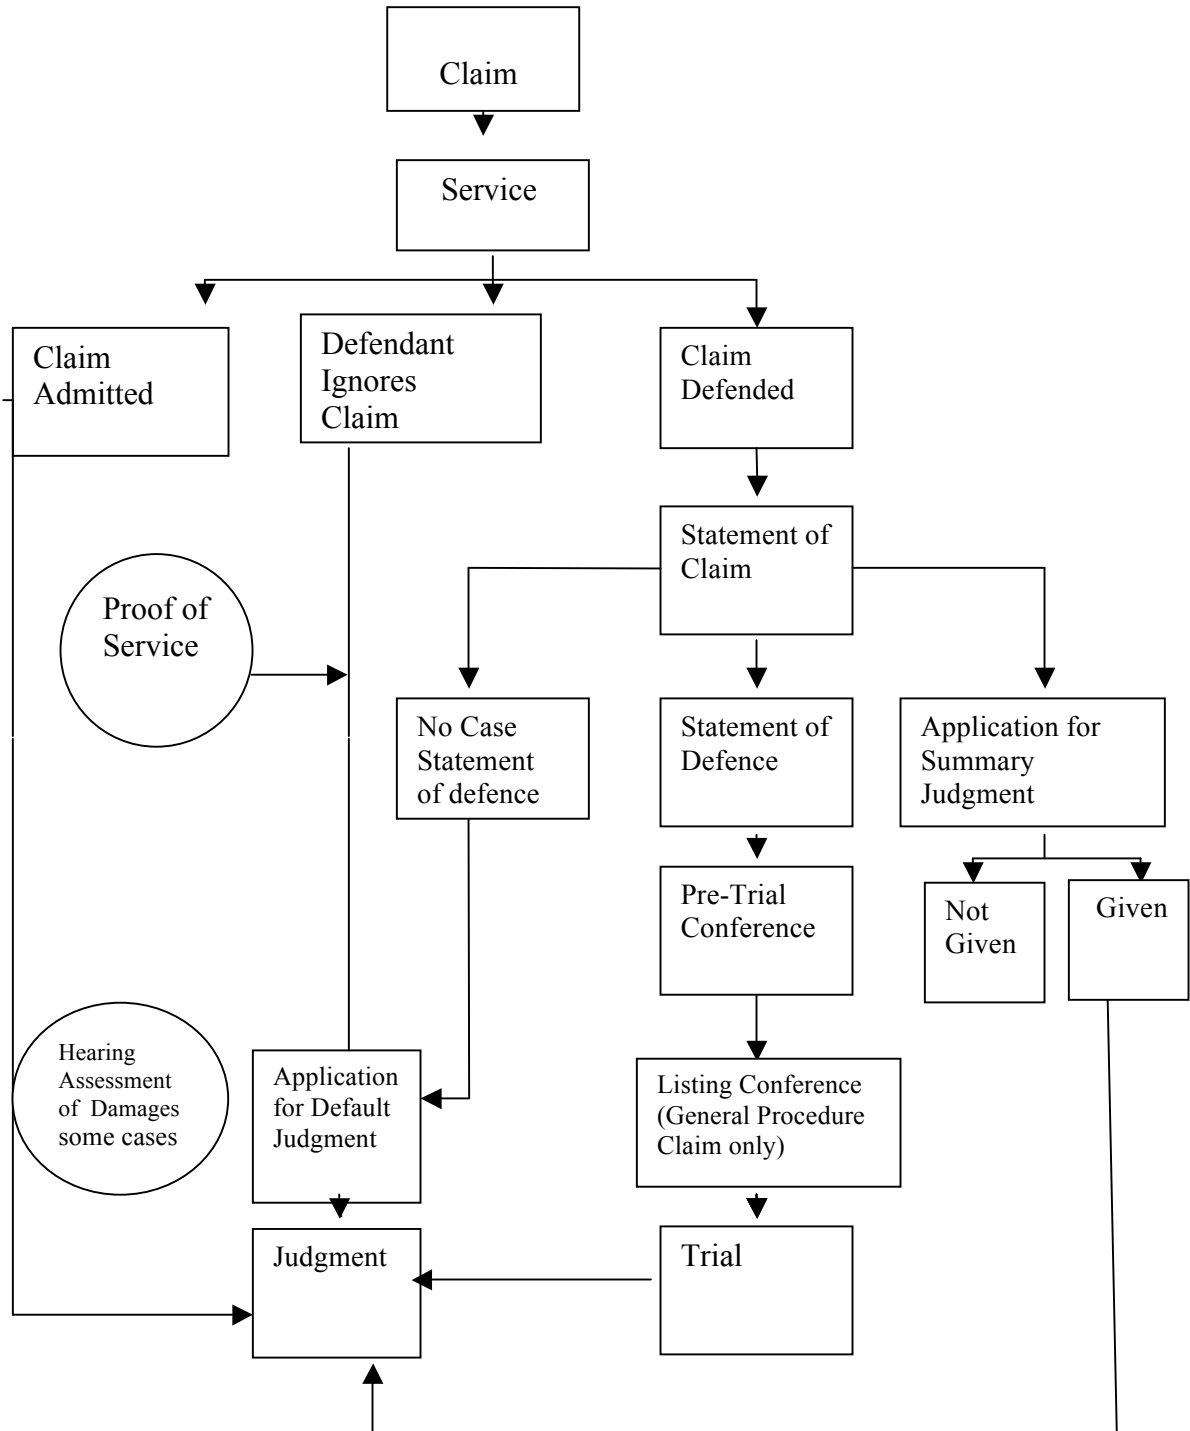 Claim
Service
Claim
Admitted
Defendant
Ignores
Claim
Claim
Defended
Statement of
Claim
Proof of
Service
No Case
Statement
of defence
Statement of
Defence
Application for
Summary
Judgment
Pre-Trial
Conference
Not
Given
Given
Hearing
Assessment
of Damages
some cases
Application
for Default
Judgment
Listing Conference
(General Procedure
Claim only)
Judgment
Trial